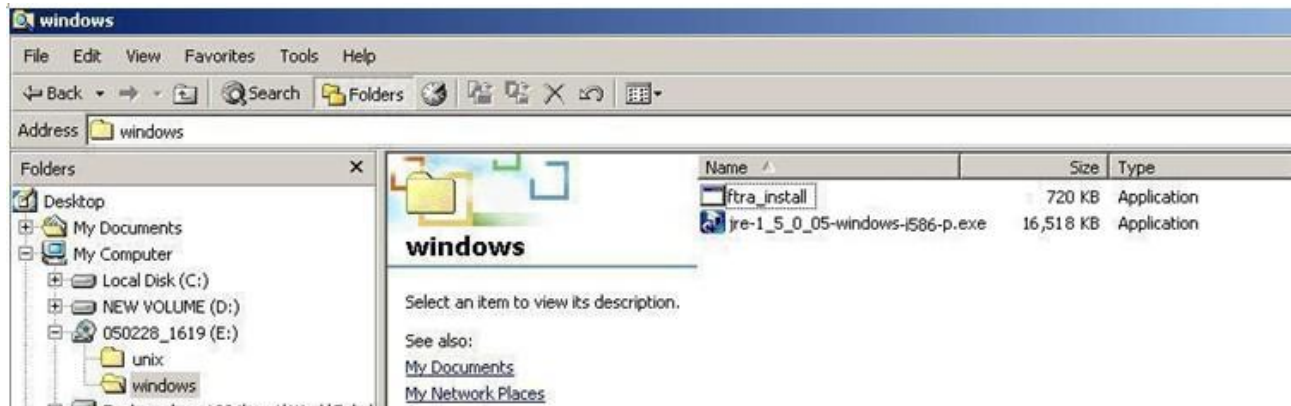 windows
File Edit View Favorites Tools Help
Back Search Folders
Address windows
Folders
Desktop
My Documents
My Computer
Local Disk (C:)
NEW VOLUME (D:)
050228_1619 (E:)
unix
windows
windows
Select an item to view its description.
See also:
My Documents
My Network Places
Name Size Type
ftra_install 720 KB Application
jre-1_5_0_05-windows-i586-p.exe 16,518 KB Application